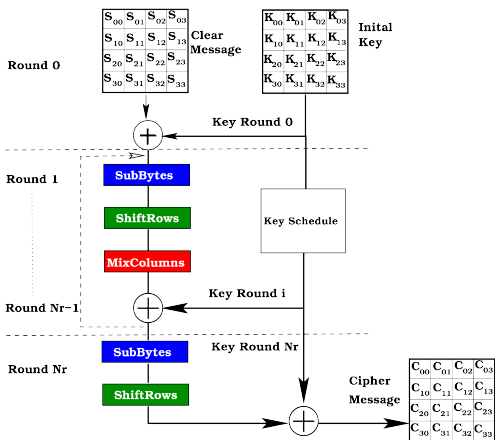 S00 S01 S02 S03
S10 S11 S12 S13
S20 S21 S22 S23
S30 S31 S32 S33
Clear
Message
K00 K01 K02 K03
K10 K11 K12 K13
K20 K21 K22 K23
K30 K31 K32 K33
Inital
Key
Round 0
Key Round 0
Round 1
SubBytes
ShiftRows
Key Schedule
MixColumns
Key Round i
Round Nr-1
Key Round Nr
SubBytes
Round Nr
ShiftRows
Cipher
Message
C00 C01 C02 C03
C10 C11 C12 C13
C20 C21 C22 C23
C30 C31 C32 C33